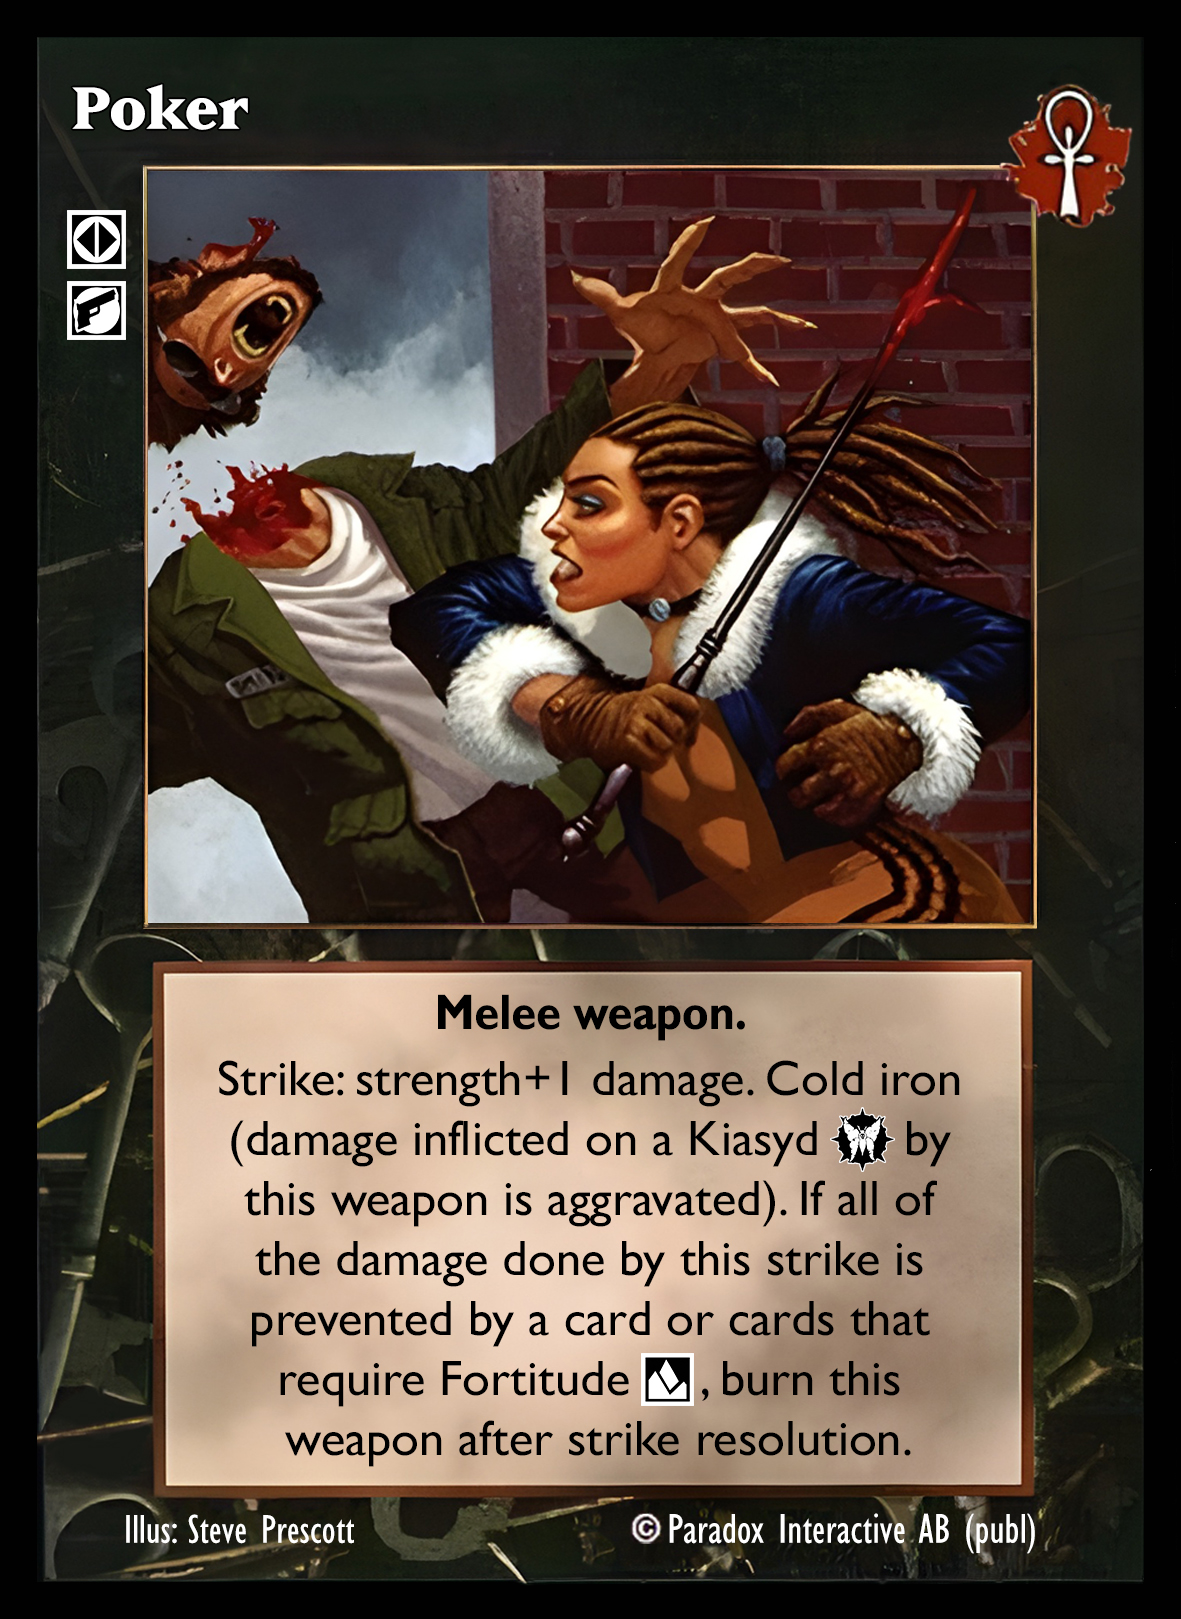 Poker
Melee weapon.
Strike: strength+1 damage. Cold iron
(damage inflicted on a Kiasyd by
this weapon is aggravated). If all of
the damage done by this strike is
prevented by a card or cards that
require Fortitude , burn this
weapon after strike resolution.
Illus: Steve Prescott
© Paradox Interactive AB (publ)